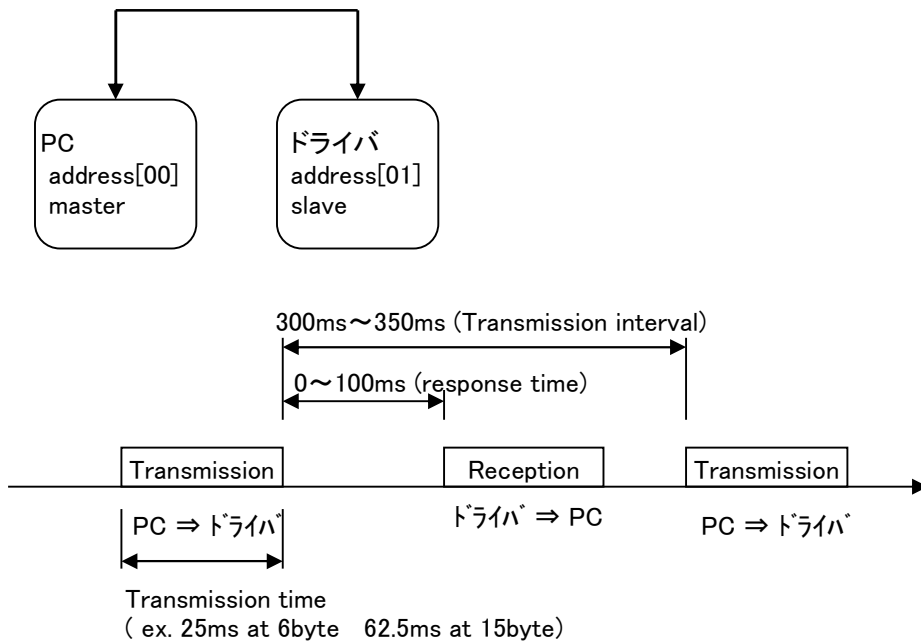 PC
address[00]
master
ドライバ
address[01]
slave
300ms～350ms (Transmission interval)
0～100ms (response time)
Transmission
Reception
Transmission
PC ⇒ ﾄﾞﾗｲﾊﾞ
ﾄﾞﾗｲﾊﾞ ⇒ PC
PC ⇒ ﾄﾞﾗｲﾊﾞ
Transmission time
( ex. 25ms at 6byte   62.5ms at 15byte)